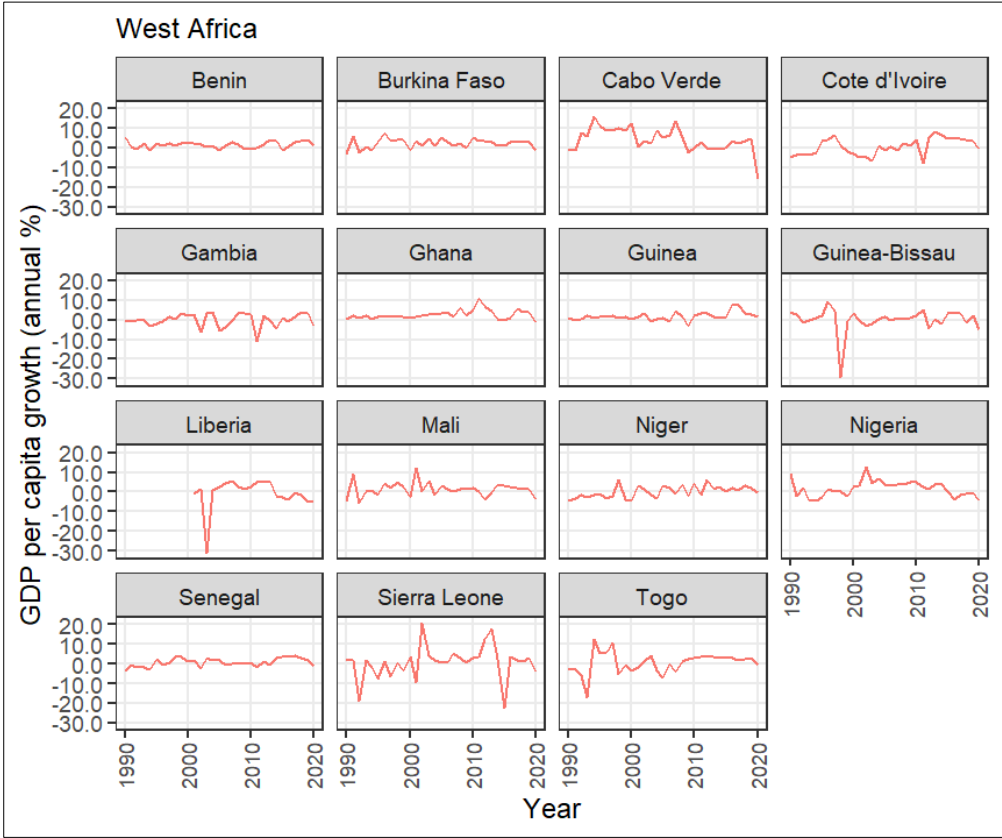 West Africa
Benin Burkina Faso Cabo Verde Cote d'Ivoire
20.0
10.0
0.0
-10.0
-20.0
-30.0
Gambia Ghana Guinea Guinea-Bissau
20.0
10.0
0.0
-10.0
-20.0
-30.0
Liberia Mali Niger Nigeria
20.0
10.0
0.0
-10.0
-20.0
-30.0
Senegal Sierra Leone Togo
20.0
10.0
0.0
-10.0
-20.0
-30.0
1990 2000 2010 2020
1990 2000 2010 2020
1990 2000 2010 2020
1990 2000 2010 2020
GDP per capita growth (annual %)
Year